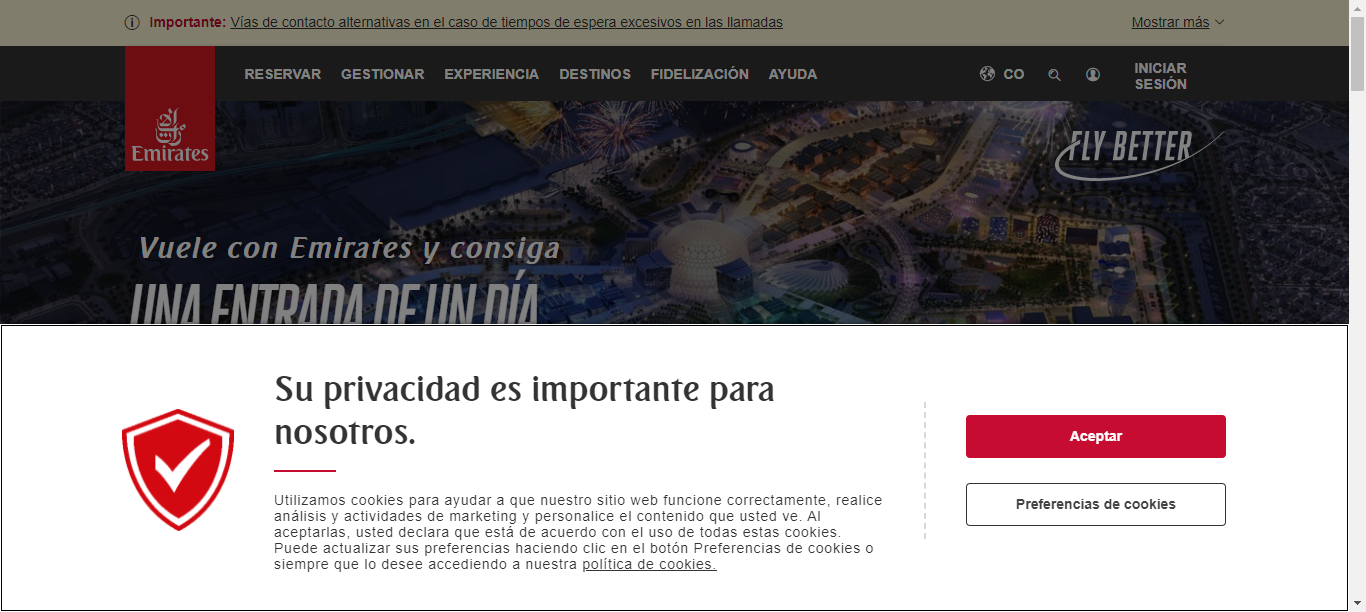 Importante: Vías de contacto alternativas en el caso de tiempos de espera excesivos en las llamadas
Mostrar más
RESERVAR GESTIONAR EXPERIENCIA DESTINOS FIDELIZACIÓN AYUDA
CO
INICIAR
SESIÓN
Emirates
FLY BETTER
Vuele con Emirates y consiga
UNA ENTRADA DE UN DÍA
Su privacidad es importante para
nosotros.
Utilizamos cookies para ayudar a que nuestro sitio web funcione correctamente, realice
análisis y actividades de marketing y personalice el contenido que usted ve. Al
aceptarlas, usted declara que está de acuerdo con el uso de todas estas cookies.
Puede actualizar sus preferencias haciendo clic en el botón Preferencias de cookies o
siempre que lo desee accediendo a nuestra política de cookies.
Aceptar
Preferencias de cookies